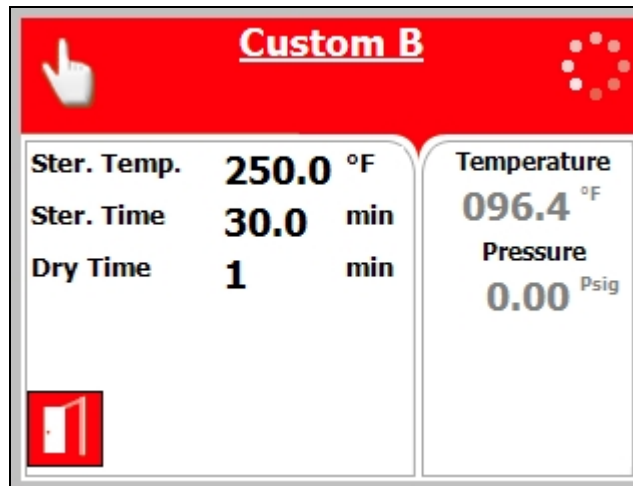 Custom B
Ster. Temp. 250.0 °F
Ster. Time 30.0 min
Dry Time 1 min
Temperature
096.4 °F
Pressure
0.00 Psig